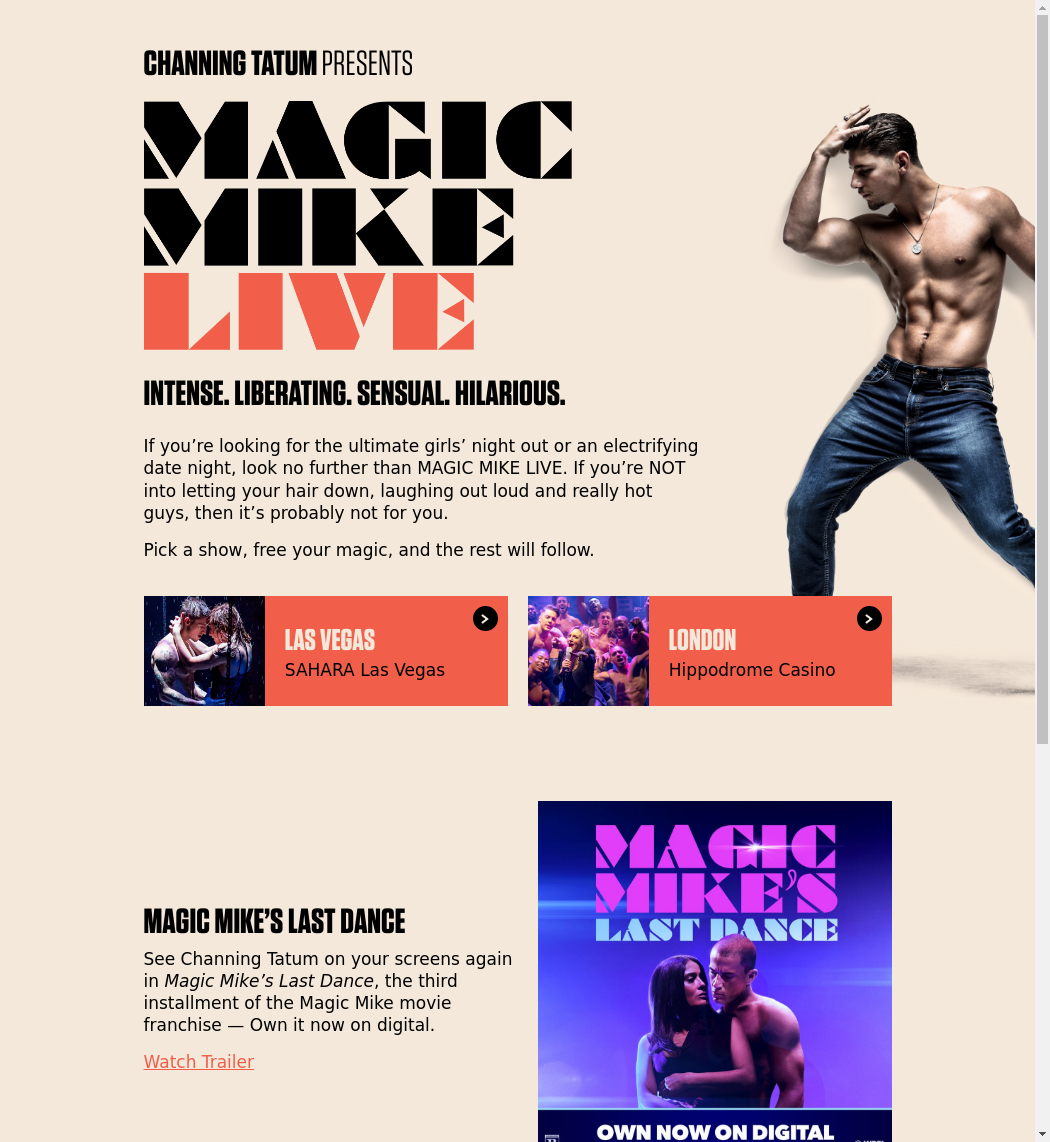 CHANNING TATUM PRESENTS
MAGIC
MIKE
LIVE
INTENSE. LIBERATING. SENSUAL. HILARIOUS.
If you’re looking for the ultimate girls’ night out or an electrifying
date night, look no further than MAGIC MIKE LIVE. If you’re NOT
into letting your hair down, laughing out loud and really hot
guys, then it’s probably not for you.
Pick a show, free your magic, and the rest will follow.
LAS VEGAS
SAHARA Las Vegas
LONDON
Hippodrome Casino
MAGIC MIKE’S LAST DANCE
See Channing Tatum on your screens again
in Magic Mike’s Last Dance, the third
installment of the Magic Mike movie
franchise — Own it now on digital.
Watch Trailer
MAGIC
MIKE’S
LAST DANCE
OWN NOW ON DIGITAL